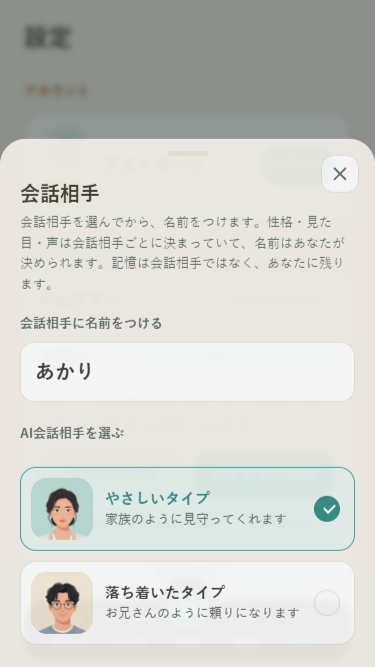 設定
アカウント
会話相手
会話相手を選んでから、名前をつけます。性格・見た
目・声は会話相手ごとに決まっていて、名前はあなたが
決められます。記憶は会話相手ではなく、あなたに残り
ます。
会話相手に名前をつける
あかり
AI会話相手を選ぶ
やさしいタイプ
家族のように見守ってくれます
落ち着いたタイプ
お兄さんのように頼りになります